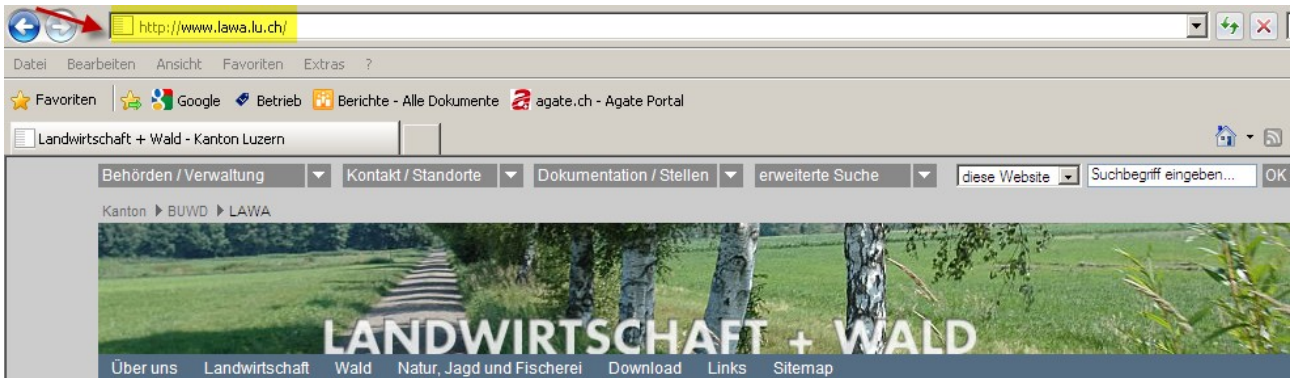 http://www.lawa.lu.ch/
Datei Bearbeiten Ansicht Favoriten Extras ?
Favoriten Google Betrieb Berichte - Alle Dokumente agate.ch - Agate Portal
Landwirtschaft + Wald - Kanton Luzern
Behörden / Verwaltung Kontakt / Standorte Dokumentation / Stellen erweiterte Suche diese Website Suchbegriff eingeben... OK
Kanton BUWD LAWA
LANDWIRTSCHAFT + WALD
Über uns Landwirtschaft Wald Natur, Jagd und Fischerei Download Links Sitemap